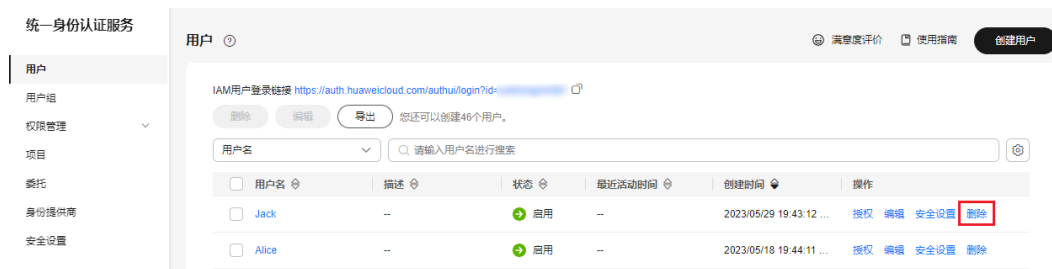 统一身份认证服务
用户
满意度评价
使用指南
创建用户
用户
用户组
权限管理
项目
委托
身份提供商
安全设置
IAM用户登录链接 https://auth.huaweicloud.com/authui/login?id=
删除 编辑 导出 您还可以创建46个用户。
用户名 请输入用户名进行搜索
用户名 描述 状态 最近活动时间 创建时间 操作
Jack -- 启用 -- 2023/05/29 19:43:12 ... 授权 编辑 安全设置 删除
Alice -- 启用 -- 2023/05/18 19:44:11 ... 授权 编辑 安全设置 删除